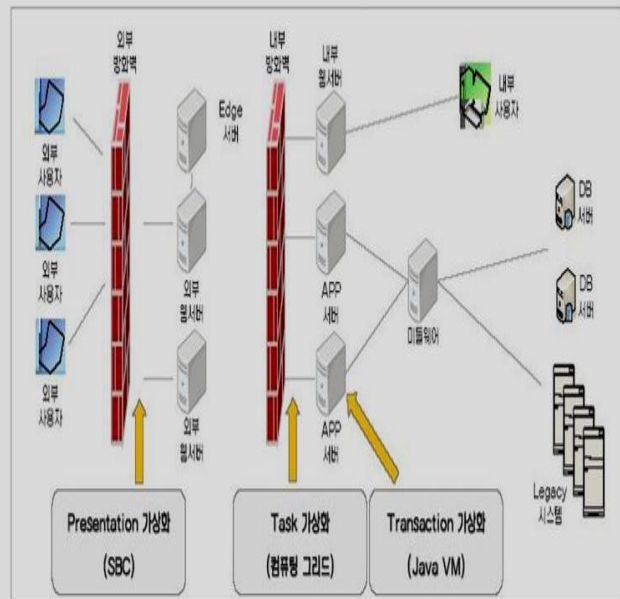 외부
방화벽
내부
방화벽
내부
웹서버
Edge
서버
내부
사용자
외부
사용자
외부
사용자
외부
사용자
외부
웹서버
외부
웹서버
APP
서버
APP
서버
미들웨어
DB
서버
DB
서버
Legacy
시스템
Presentation 가상화
(SBC)
Task 가상화
(컴퓨팅 그리드)
Transaction 가상화
(Java VM)